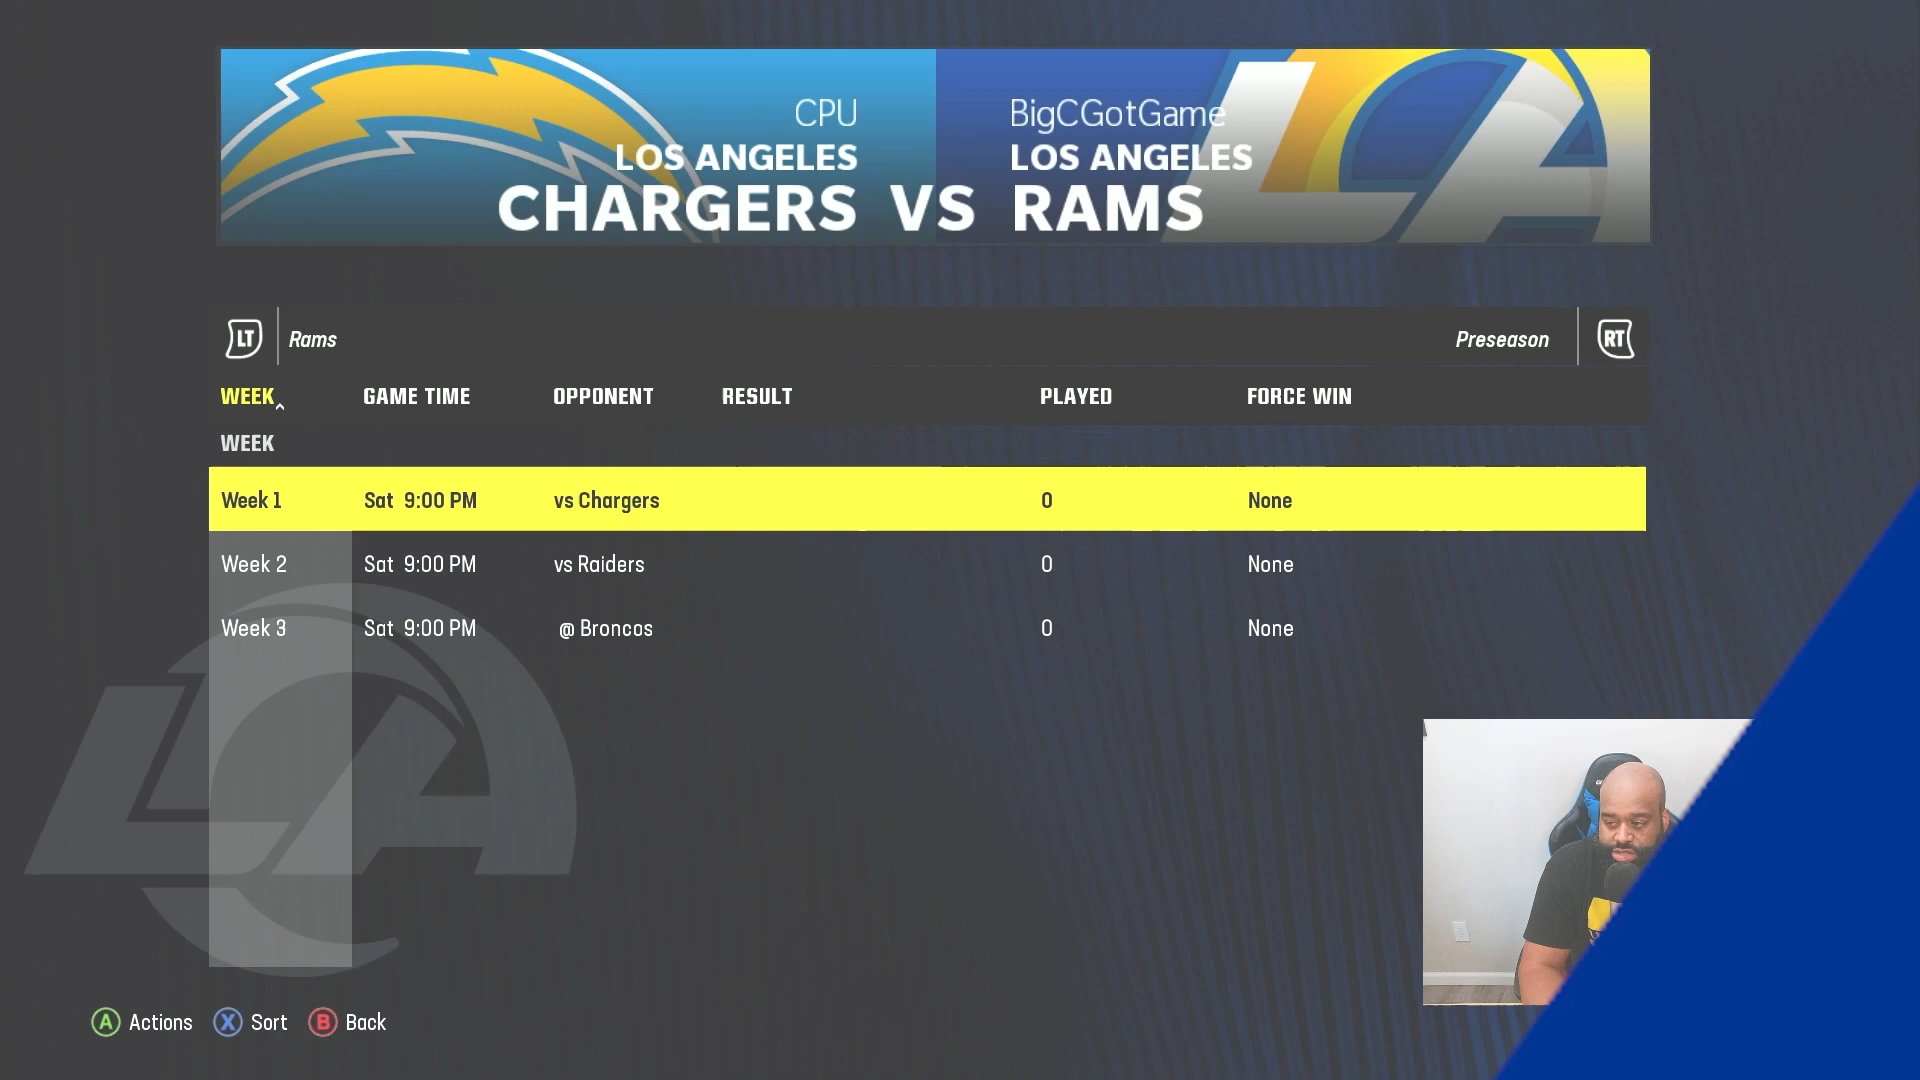 CPU
LOS ANGELES
CHARGERS
VS
BigCGotGame
LOS ANGELES
RAMS
LA
LT Rams Preseason RT
WEEK GAME TIME OPPONENT RESULT PLAYED FORCE WIN
WEEK
Week 1 Sat 9:00 PM vs Chargers 0 None
Week 2 Sat 9:00 PM vs Raiders 0 None
Week 3 Sat 9:00 PM @ Broncos 0 None
LA
A Actions X Sort B Back